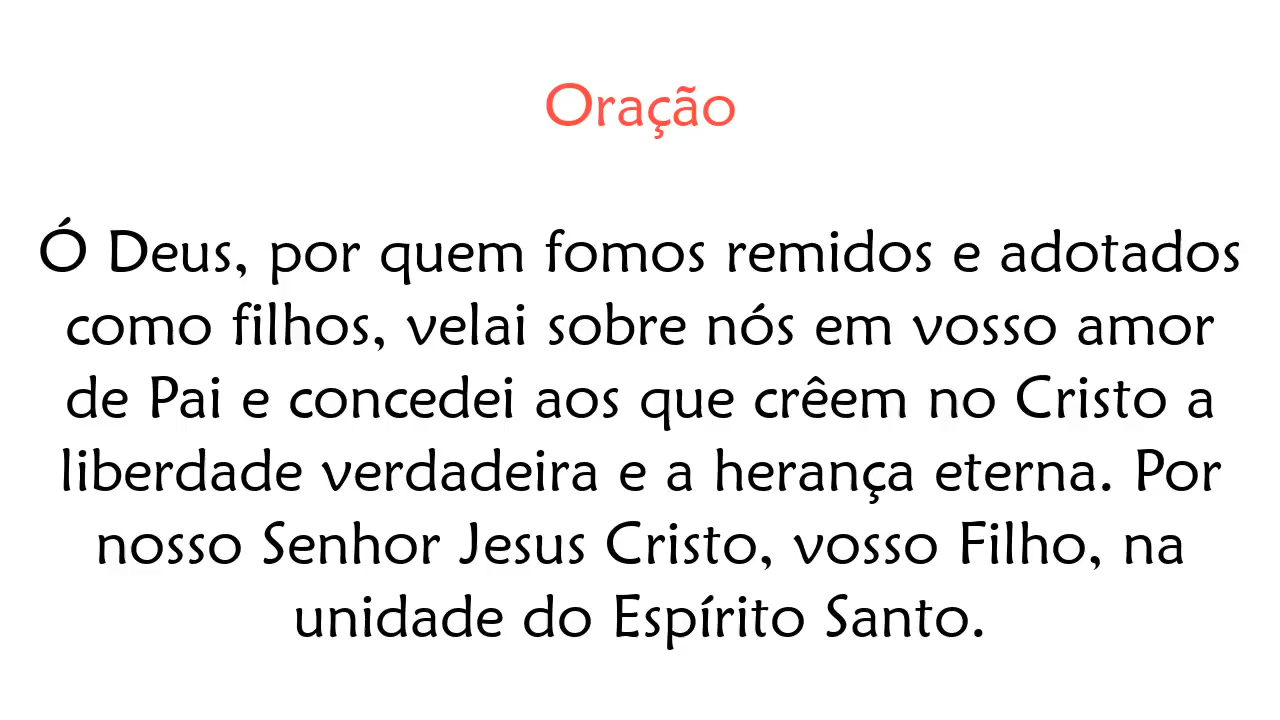 Oração
Ó Deus, por quem fomos remidos e adotados
como filhos, velai sobre nós em vosso amor
de Pai e concedei aos que crêem no Cristo a
liberdade verdadeira e a herança eterna. Por
nosso Senhor Jesus Cristo, vosso Filho, na
unidade do Espírito Santo.